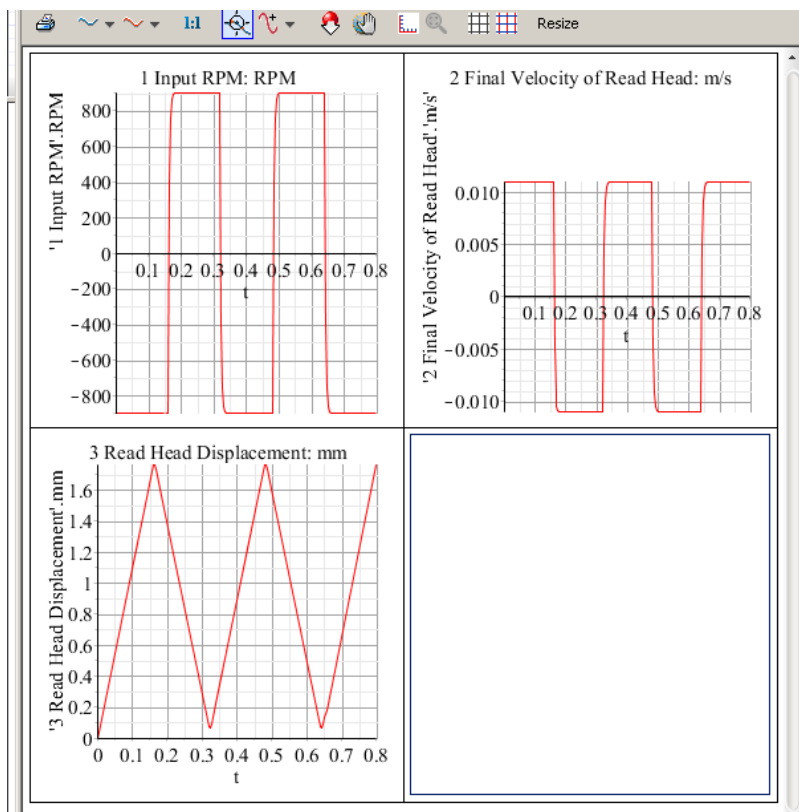 1:1
Resize
1 Input RPM: RPM
'1 Input RPM'.RPM
800
600
400
200
0
−200
−400
−600
−800
0.1 0.2 0.3 0.4 0.5 0.6 0.7 0.8
t
2 Final Velocity of Read Head: m/s
'2 Final Velocity of Read Head'.'m/s'
0.010
0.005
0
−0.005
−0.010
0.1 0.2 0.3 0.4 0.5 0.6 0.7 0.8
t
3 Read Head Displacement: mm
'3 Read Head Displacement'.mm
1.6
1.4
1.2
1
0.8
0.6
0.4
0.2
0
0 0.1 0.2 0.3 0.4 0.5 0.6 0.7 0.8
t